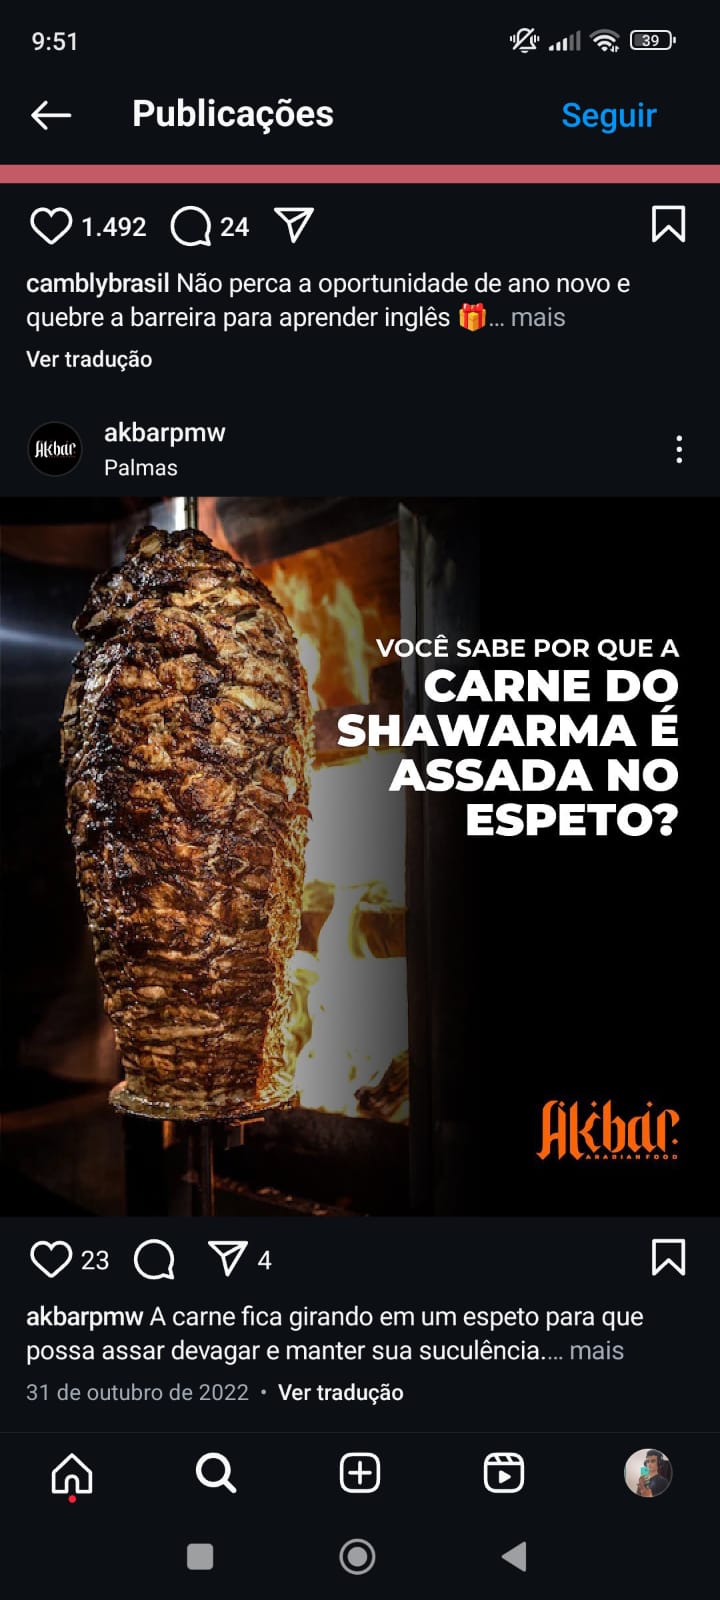 9:51
39
Publicações
Seguir
1.492
24
camblybrasil Não perca a oportunidade de ano novo e
quebre a barreira para aprender inglês 🎁... mais
Ver tradução
Akbar
akbarpmw
Palmas
VOCÊ SABE POR QUE A
CARNE DO
SHAWARMA É
ASSADA NO
ESPETO?
Akbar
ARABIAN FOOD
23
4
akbarpmw A carne fica girando em um espeto para que
possa assar devagar e manter sua suculência.... mais
31 de outubro de 2022 • Ver tradução